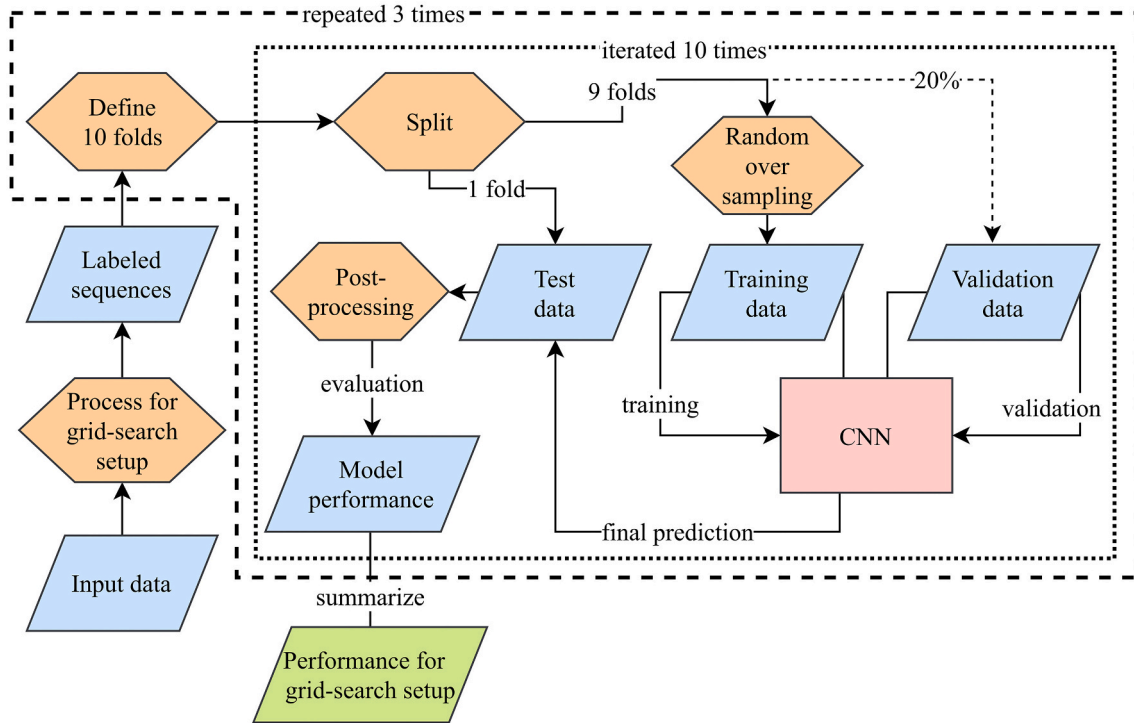 repeated 3 times
iterated 10 times
9 folds
20%
Define
10 folds
Split
Random
over
sampling
1 fold
Labeled
sequences
Post-
processing
Test
data
Training
data
Validation
data
evaluation
training
validation
Process for
grid-search
setup
CNN
Model
performance
final prediction
Input data
summarize
Performance for
grid-search setup